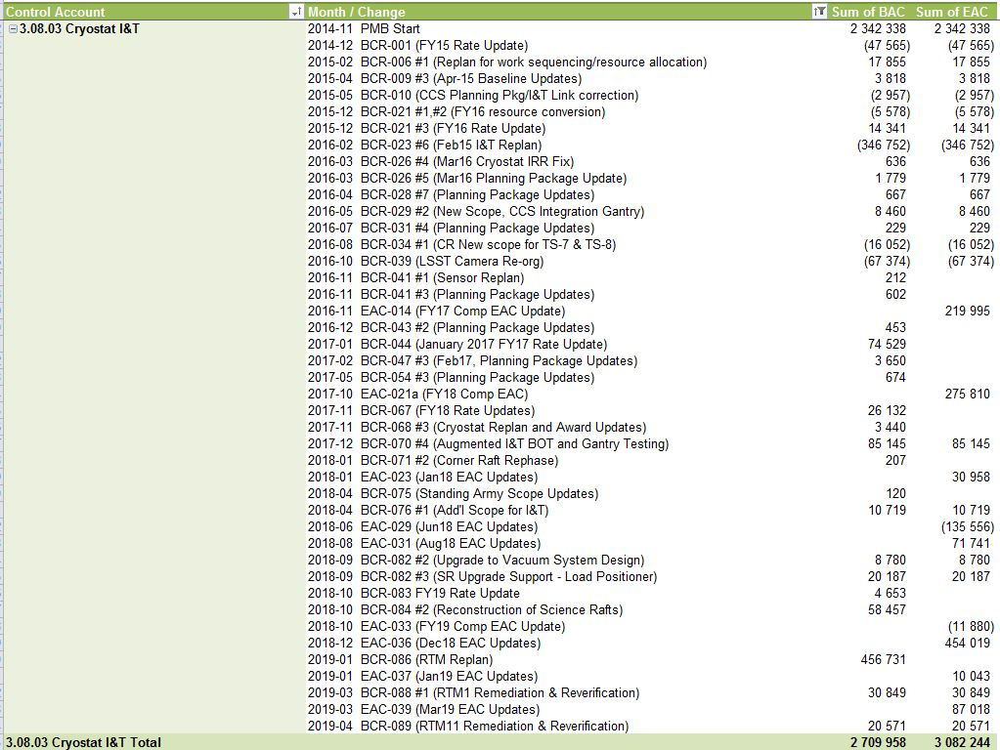 Control Account Month / Change Sum of BAC Sum of EAC
3.08.03 Cryostat I&T 2014-11 PMB Start 2 342 338 2 342 338
2014-12 BCR-001 (FY15 Rate Update) (47 565) (47 565)
2015-02 BCR-006 #1 (Replan for work sequencing/resource allocation) 17 855 17 855
2015-04 BCR-009 #3 (Apr-15 Baseline Updates) 3 818 3 818
2015-05 BCR-010 (CCS Planning Pkg/I&T Link correction) (2 957) (2 957)
2015-12 BCR-021 #1,#2 (FY16 resource conversion) (5 578) (5 578)
2015-12 BCR-021 #3 (FY16 Rate Update) 14 341 14 341
2016-02 BCR-023 #6 (Feb15 I&T Replan) (346 752) (346 752)
2016-03 BCR-026 #4 (Mar16 Cryostat IRR Fix) 636 636
2016-03 BCR-026 #5 (Mar16 Planning Package Update) 1 779 1 779
2016-04 BCR-028 #7 (Planning Package Updates) 667 667
2016-05 BCR-029 #2 (New Scope, CCS Integration Gantry) 8 460 8 460
2016-07 BCR-031 #4 (Planning Package Updates) 229 229
2016-08 BCR-034 #1 (CR New scope for TS-7 & TS-8) (16 052) (16 052)
2016-10 BCR-039 (LSST Camera Re-org) (67 374) (67 374)
2016-11 BCR-041 #1 (Sensor Replan) 212
2016-11 BCR-041 #3 (Planning Package Updates) 602
2016-11 EAC-014 (FY17 Comp EAC Update) 219 995
2016-12 BCR-043 #2 (Planning Package Updates) 453
2017-01 BCR-044 (January 2017 FY17 Rate Update) 74 529
2017-02 BCR-047 #3 (Feb17, Planning Package Updates) 3 650
2017-05 BCR-054 #3 (Planning Package Updates) 674
2017-10 EAC-021a (FY18 Comp EAC) 275 810
2017-11 BCR-067 (FY18 Rate Updates) 26 132
2017-11 BCR-068 #3 (Cryostat Replan and Award Updates) 3 440
2017-12 BCR-070 #4 (Augmented I&T BOT and Gantry Testing) 85 145 85 145
2018-01 BCR-071 #2 (Corner Raft Rephase) 207
2018-01 EAC-023 (Jan18 EAC Updates) 30 958
2018-04 BCR-075 (Standing Army Scope Updates) 120
2018-04 BCR-076 #1 (Add'l Scope for I&T) 10 719 10 719
2018-06 EAC-029 (Jun18 EAC Updates) (135 556)
2018-08 EAC-031 (Aug18 EAC Updates) 71 741
2018-09 BCR-082 #2 (Upgrade to Vacuum System Design) 8 780 8 780
2018-09 BCR-082 #3 (SR Upgrade Support - Load Positioner) 20 187 20 187
2018-10 BCR-083 FY19 Rate Update 4 653
2018-10 BCR-084 #2 (Reconstruction of Science Rafts) 58 457
2018-10 EAC-033 (FY19 Comp EAC Update) (11 880)
2018-12 EAC-036 (Dec18 EAC Updates) 454 019
2019-01 BCR-086 (RTM Replan) 456 731
2019-01 EAC-037 (Jan19 EAC Updates) 10 043
2019-03 BCR-088 #1 (RTM1 Remediation & Reverification) 30 849 30 849
2019-03 EAC-039 (Mar19 EAC Updates) 87 018
2019-04 BCR-089 (RTM11 Remediation & Reverification) 20 571 20 571
3.08.03 Cryostat I&T Total 2 709 958 3 082 244